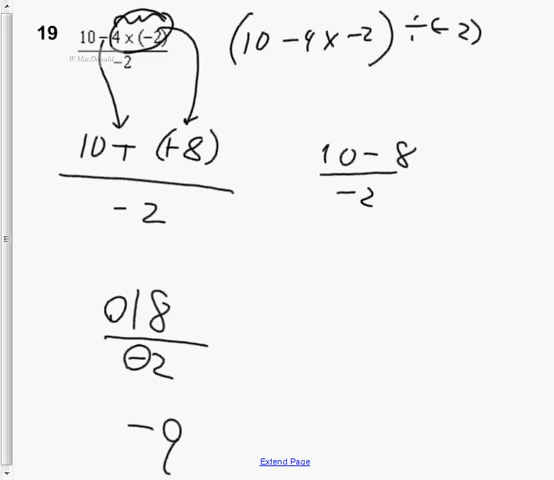 19
10 - 4 x (-2)
-2
W.MacDonald
(10 - 4 x -2) ÷ (-2)
10 + (+8)
- 2
10 - 8
-2
018
-2
-9
Extend Page